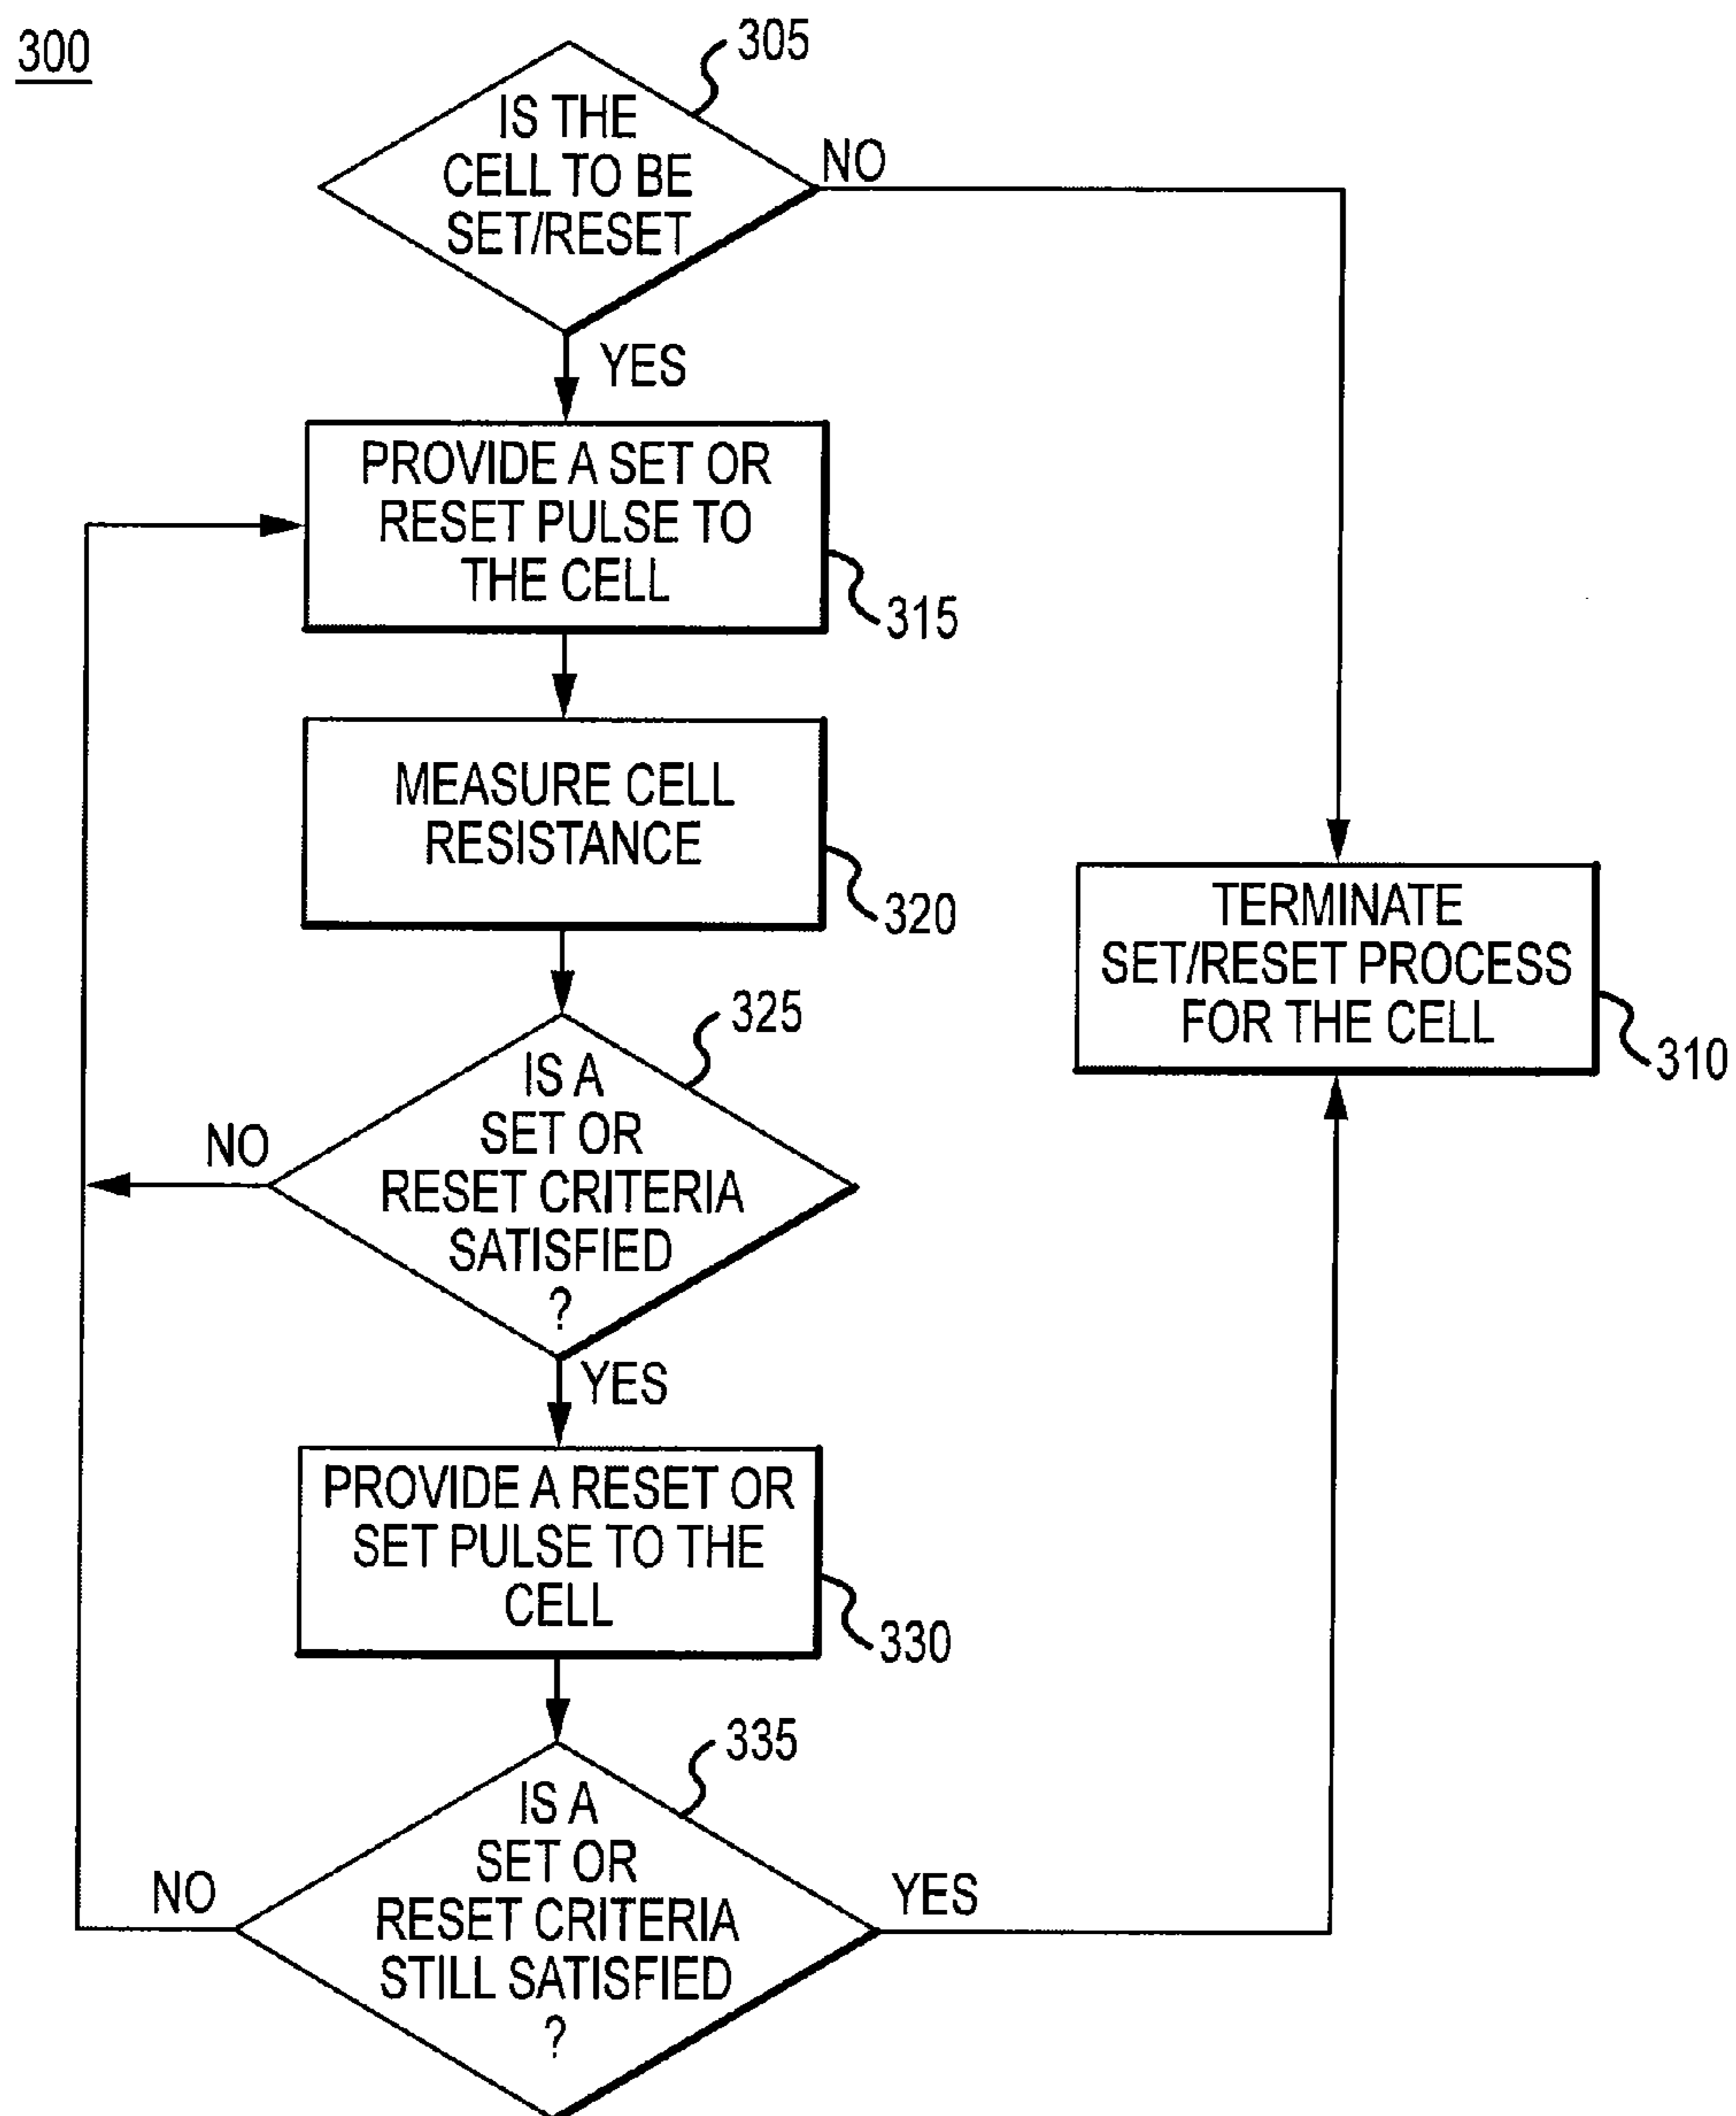 300
305
IS THE
CELL TO BE
SET/RESET
NO
YES
PROVIDE A SET OR
RESET PULSE TO
THE CELL
315
MEASURE CELL
RESISTANCE
320
TERMINATE
SET/RESET PROCESS
FOR THE CELL
310
325
IS A
SET OR
RESET CRITERIA
SATISFIED
?
NO
YES
PROVIDE A RESET OR
SET PULSE TO THE
CELL
330
335
IS A
SET OR
RESET CRITERIA
STILL SATISFIED
?
NO
YES